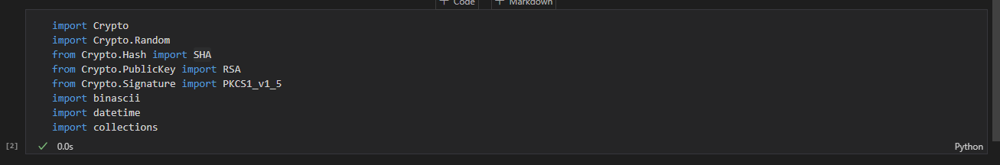 + Code + Markdown
import Crypto
import Crypto.Random
from Crypto.Hash import SHA
from Crypto.PublicKey import RSA
from Crypto.Signature import PKCS1_v1_5
import binascii
import datetime
import collections
[2] ✓ 0.0s Python